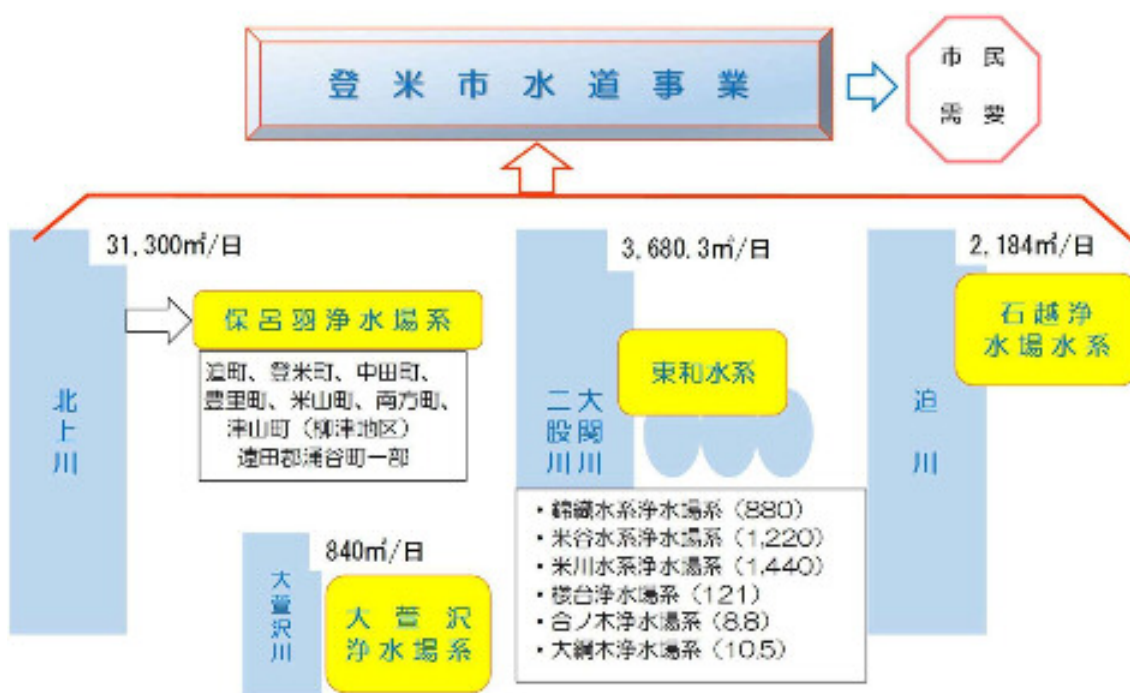 登米市水道事業
市民
需要
31,300㎥/日
3,680.3㎥/日
2,184㎥/日
北上川
保呂羽浄水場系
迫町、登米町、中田町、
豊里町、米山町、南方町、
津山町（柳津地区）
遠田郡涌谷町一部
大関川
二股川
東和水系
迫川
石越浄
水場水系
・錦織水系浄水場系（880）
・米谷水系浄水場系（1,220）
・米川水系浄水場系（1,440）
・楼台浄水場系（121）
・合ノ木浄水場系（8.8）
・大綱木浄水場系（10.5）
840㎥/日
大萱沢川
大萱沢
浄水場系